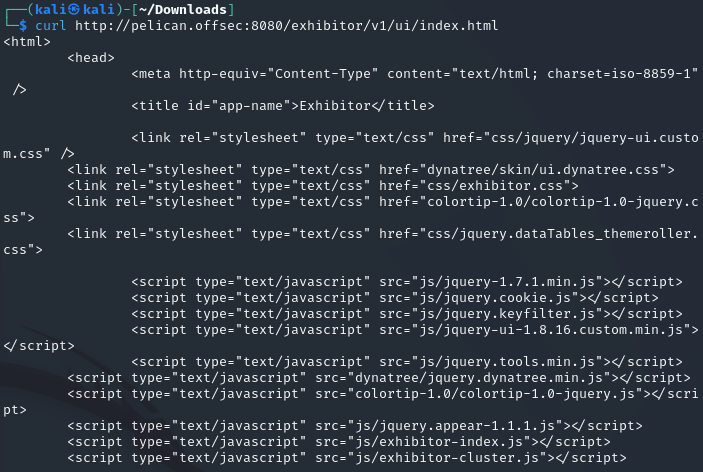 ┌──(kali㉿kali)-[~/Downloads]
└─$ curl http://pelican.offsec:8080/exhibitor/v1/ui/index.html
<html>
        <head>
                <meta http-equiv="Content-Type" content="text/html; charset=iso-8859-1"
 />
                <title id="app-name">Exhibitor</title>

                <link rel="stylesheet" type="text/css" href="css/jquery/jquery-ui.custo
m.css" />
        <link rel="stylesheet" type="text/css" href="dynatree/skin/ui.dynatree.css">
        <link rel="stylesheet" type="text/css" href="css/exhibitor.css">
        <link rel="stylesheet" type="text/css" href="colortip-1.0/colortip-1.0-jquery.c
ss">
        <link rel="stylesheet" type="text/css" href="css/jquery.dataTables_themeroller.
css">

                <script type="text/javascript" src="js/jquery-1.7.1.min.js"></script>
                <script type="text/javascript" src="js/jquery.cookie.js"></script>
                <script type="text/javascript" src="js/jquery.keyfilter.js"></script>
                <script type="text/javascript" src="js/jquery-ui-1.8.16.custom.min.js">
</script>
                <script type="text/javascript" src="js/jquery.tools.min.js"></script>
        <script type="text/javascript" src="dynatree/jquery.dynatree.min.js"></script>
        <script type="text/javascript" src="colortip-1.0/colortip-1.0-jquery.js"></scri
pt>
        <script type="text/javascript" src="js/jquery.appear-1.1.1.js"></script>
        <script type="text/javascript" src="js/exhibitor-index.js"></script>
        <script type="text/javascript" src="js/exhibitor-cluster.js"></script>